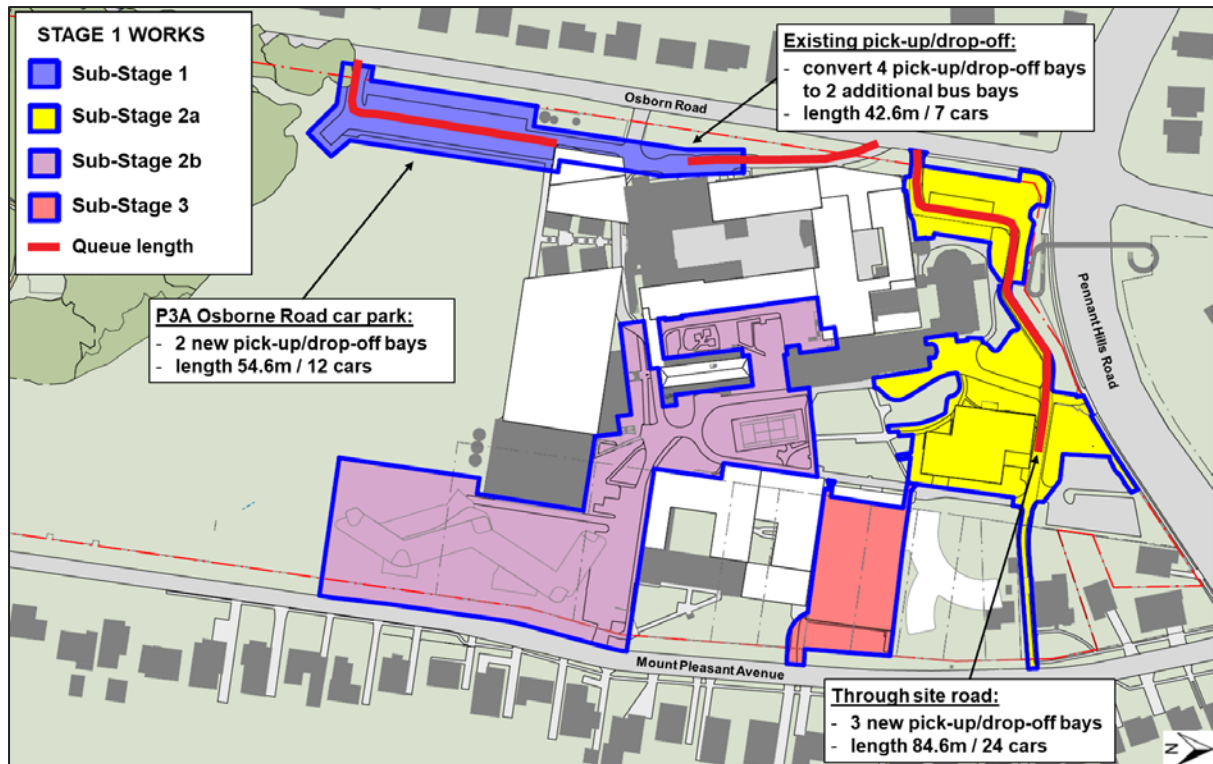 STAGE 1 WORKS
Sub-Stage 1
Sub-Stage 2a
Sub-Stage 2b
Sub-Stage 3
Queue length
Existing pick-up/drop-off:
- convert 4 pick-up/drop-off bays
to 2 additional bus bays
- length 42.6m / 7 cars
Osborn Road
P3A Osborne Road car park:
- 2 new pick-up/drop-off bays
- length 54.6m / 12 cars
Pennant Hills Road
Mount Pleasant Avenue
Through site road:
- 3 new pick-up/drop-off bays
- length 84.6m / 24 cars
N